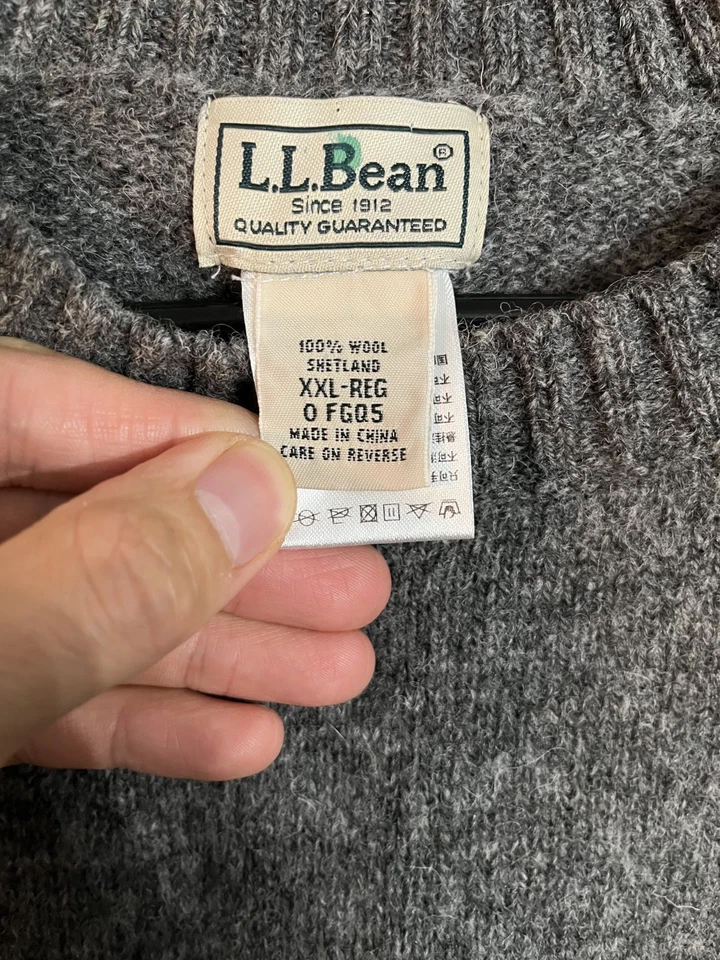 L.L.Bean®
Since 1912
QUALITY GUARANTEED
100% WOOL
SHETLAND
XXL-REG
0 FGQ5
MADE IN CHINA
CARE ON REVERSE